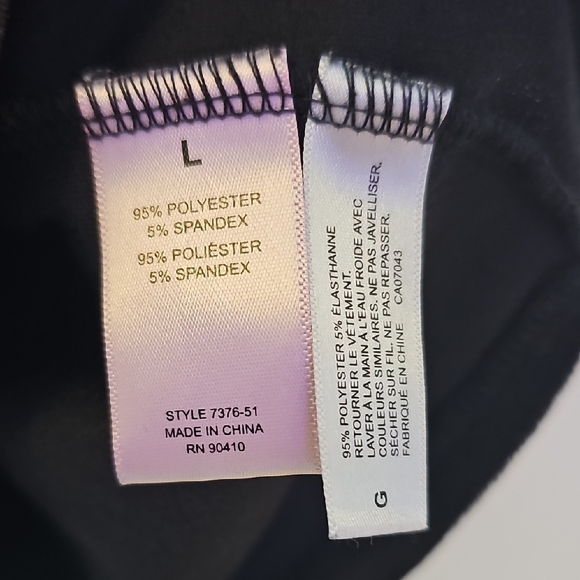 L
95% POLYESTER
5% SPANDEX
95% POLIÉSTER
5% SPANDEX
STYLE 7376-51
MADE IN CHINA
RN 90410
95% POLYESTER 5% ÉLASTHANNE
RETOURNER LE VÊTEMENT.
LAVER À LA MAIN À L'EAU FROIDE AVEC
COULEURS SIMILAIRES. NE PAS JAVELLISER.
SÉCHER SUR FIL. NE PAS REPASSER.
FABRIQUÉ EN CHINE CA07043
G